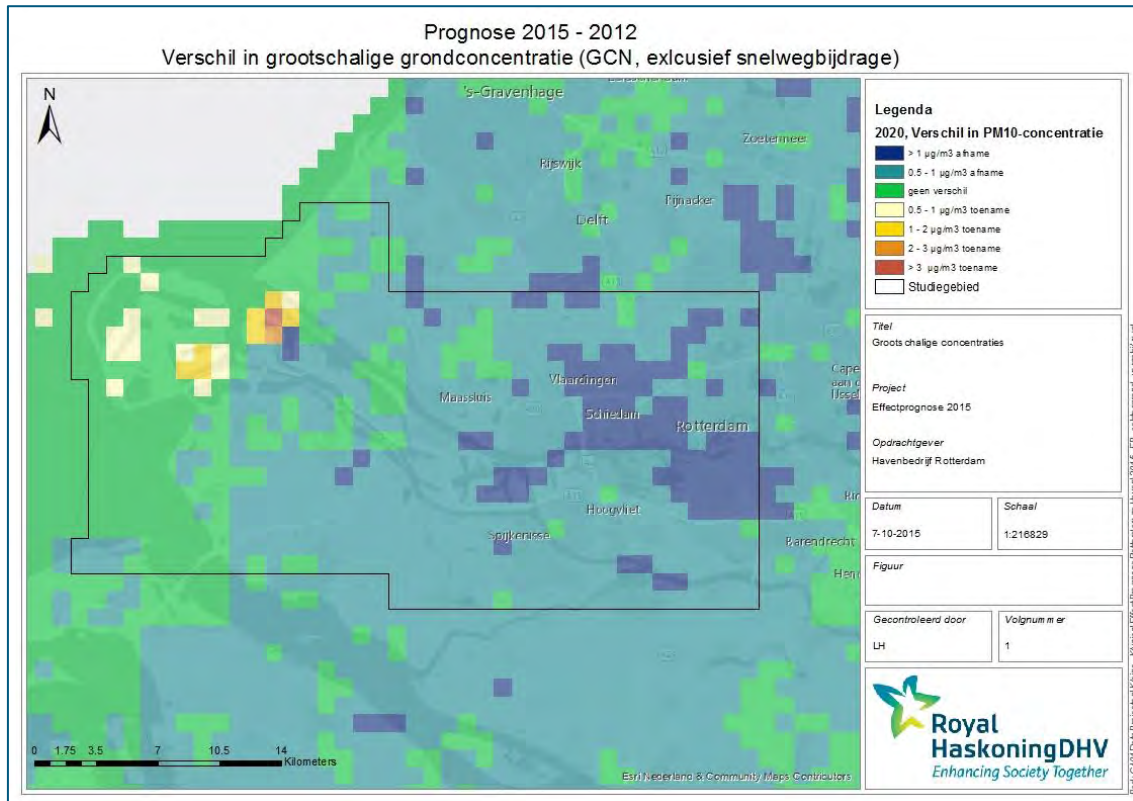 Prognose 2015 - 2012
Verschil in grootschalige grondconcentratie (GCN, exlcusief snelwegbijdrage)
N
's-Gravenhage
Zoetermeer
Rijswijk
Pijnacker
Delft
Vlaardingen
Maassluis
Schiedam
Rotterdam
Cape
aan d
IJssel
Hoogvliet
Spijkenisse
Barendrecht
0 1.75 3.5 7 10.5 14
Kilometers
Esri Nederland & Community Maps Contributors
Legenda
2020, Verschil in PM10-concentratie
> 1 µg/m3 afname
0.5 - 1 µg/m3 afname
geen verschil
0.5 - 1 µg/m3 toename
1 - 2 µg/m3 toename
2 - 3 µg/m3 toename
> 3 µg/m3 toename
Studiegebied
Titel
Grootschalige concentraties
Project
Effectprognose 2015
Opdrachtgever
Havenbedrijf Rotterdam
Datum
7-10-2015
Schaal
1:216829
Figuur
Gecontroleerd door
LH
Volgnummer
1
Royal
HaskoningDHV
Enhancing Society Together